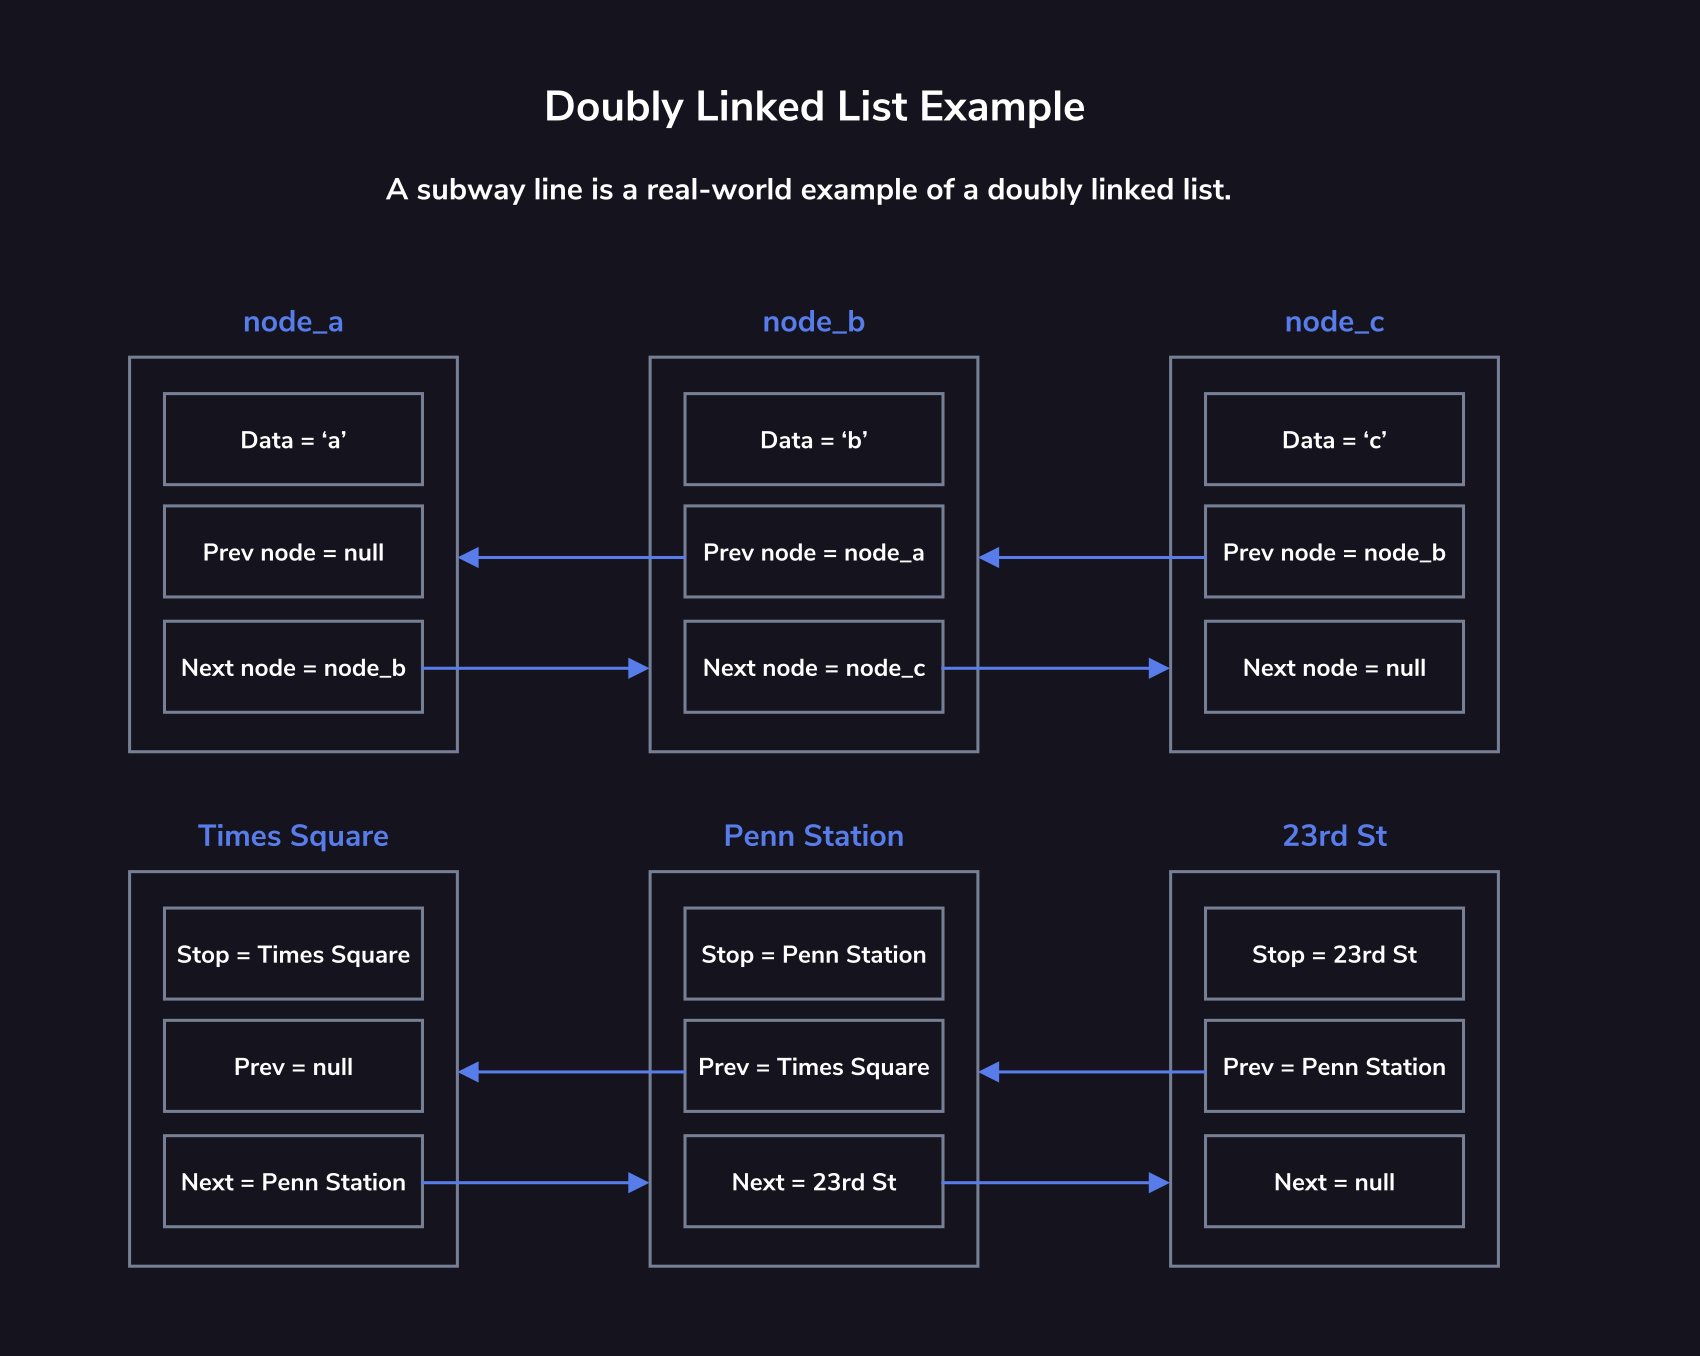 Doubly Linked List Example
A subway line is a real-world example of a doubly linked list.
node_a
node_b
node_c
Data = ‘a’
Data = ‘b’
Data = ‘c’
Prev node = null
Prev node = node_a
Prev node = node_b
Next node = node_b
Next node = node_c
Next node = null
Times Square
Penn Station
23rd St
Stop = Times Square
Stop = Penn Station
Stop = 23rd St
Prev = null
Prev = Times Square
Prev = Penn Station
Next = Penn Station
Next = 23rd St
Next = null